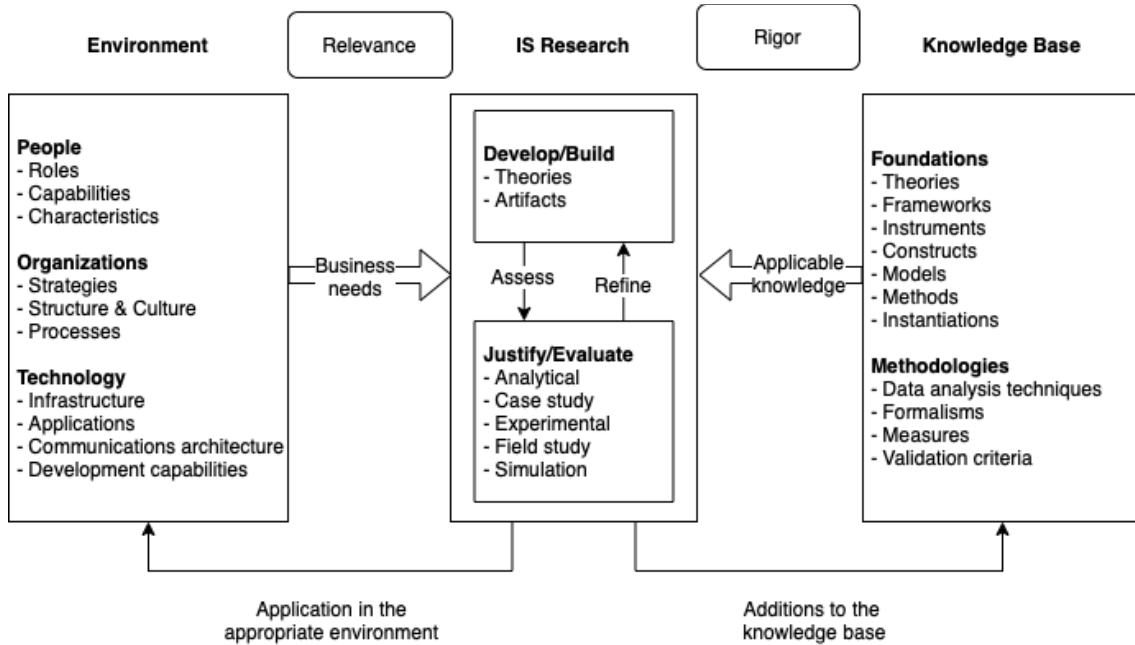 Environment
Relevance
IS Research
Rigor
Knowledge Base
People
- Roles
- Capabilities
- Characteristics
Organizations
- Strategies
- Structure & Culture
- Processes
Technology
- Infrastructure
- Applications
- Communications architecture
- Development capabilities
Business
needs
Develop/Build
- Theories
- Artifacts
Assess
Refine
Justify/Evaluate
- Analytical
- Case study
- Experimental
- Field study
- Simulation
Applicable
knowledge
Foundations
- Theories
- Frameworks
- Instruments
- Constructs
- Models
- Methods
- Instantiations
Methodologies
- Data analysis techniques
- Formalisms
- Measures
- Validation criteria
Application in the
appropriate environment
Additions to the
knowledge base